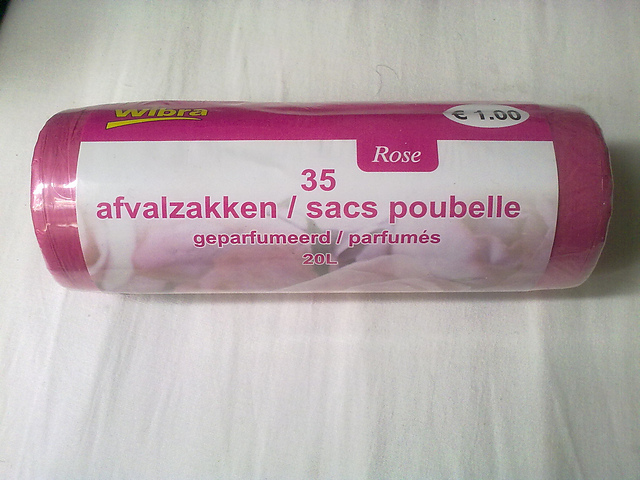 Wibra
€ 1.00
Rose
35
afvalzakken / sacs poubelle
geparfumeerd / parfumés
20L